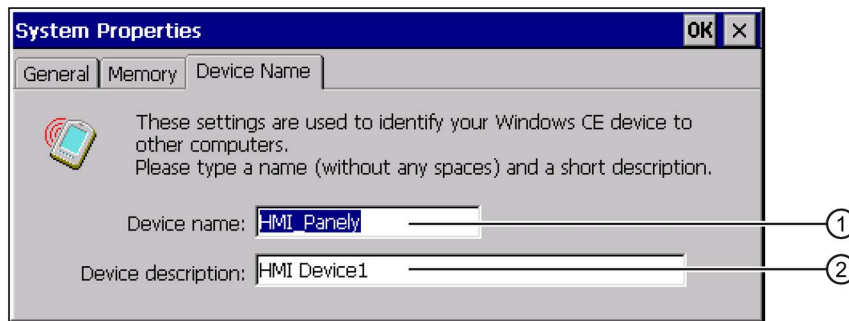 System Properties OK ×
General Memory Device Name
These settings are used to identify your Windows CE device to
other computers.
Please type a name (without any spaces) and a short description.
Device name: HMI_Panely 1
Device description: HMI Device1 2